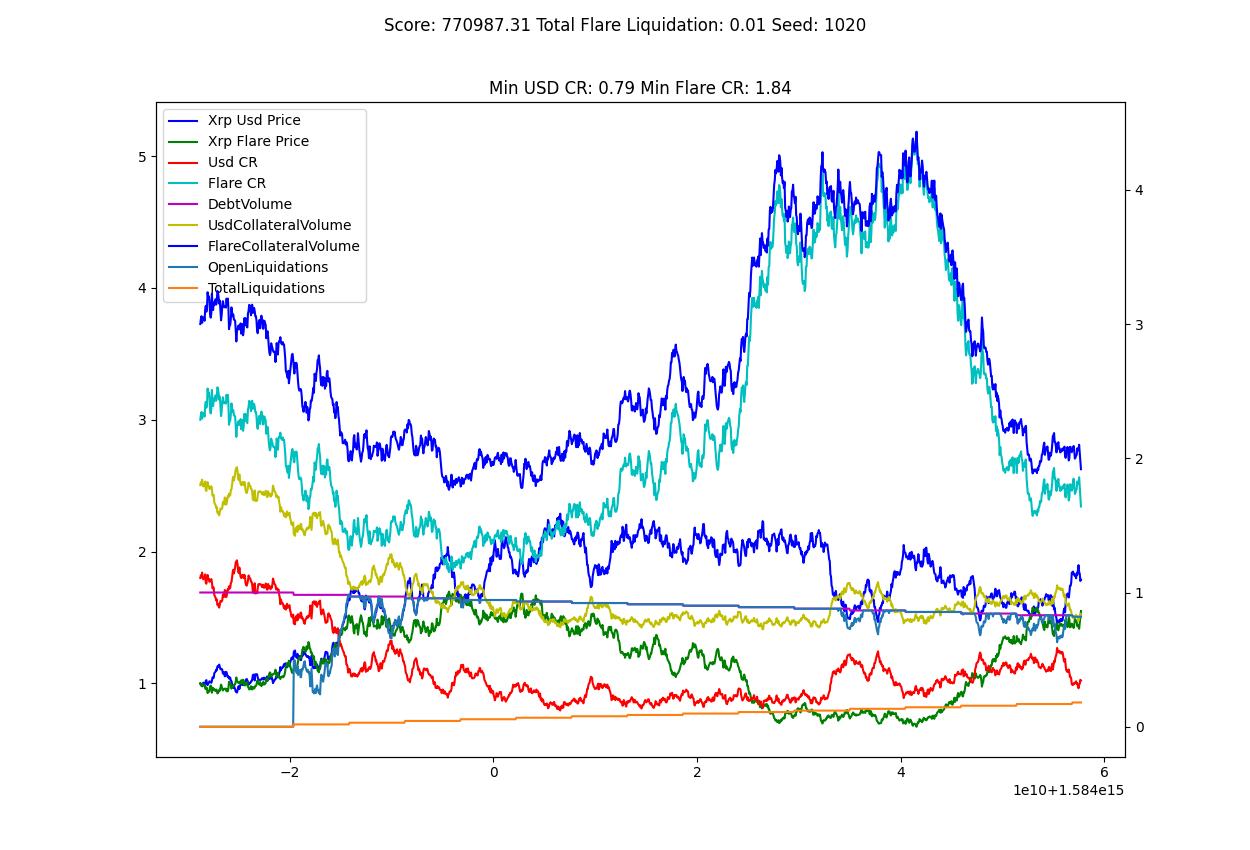 Score: 770987.31 Total Flare Liquidation: 0.01 Seed: 1020
Min USD CR: 0.79 Min Flare CR: 1.84
Xrp Usd Price
Xrp Flare Price
Usd CR
Flare CR
DebtVolume
UsdCollateralVolume
FlareCollateralVolume
OpenLiquidations
TotalLiquidations
5
4
3
2
1
4
3
2
1
0
−2 0 2 4 6
1e10+1.584e15